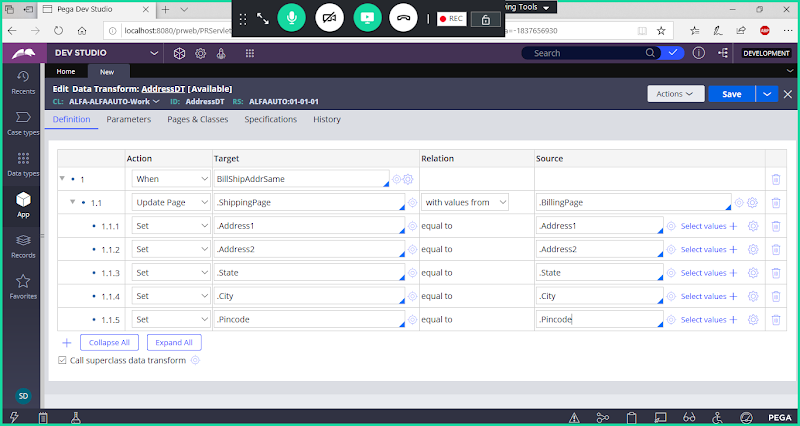 Pega Dev Studio
ing Tools
REC
localhost:8080/prweb/PRServlet
a=-1837656930
ABP
DEV STUDIO
Search
DEVELOPMENT
Home New
Edit Data Transform: AddressDT [Available]
CL: ALFA-ALFAAUTO-Work ID: AddressDT RS: ALFAAUTO:01-01-01
Actions Save
Recents
Case types
Data types
App
Records
Favorites
SD
Definition Parameters Pages & Classes Specifications History
Action Target Relation Source
1 When BillShipAddrSame
1.1 Update Page .ShippingPage with values from .BillingPage
1.1.1 Set .Address1 equal to .Address1 Select values
1.1.2 Set .Address2 equal to .Address2 Select values
1.1.3 Set .State equal to .State Select values
1.1.4 Set .City equal to .City Select values
1.1.5 Set .Pincode equal to .Pincode Select values
Collapse All Expand All
Call superclass data transform
PEGA